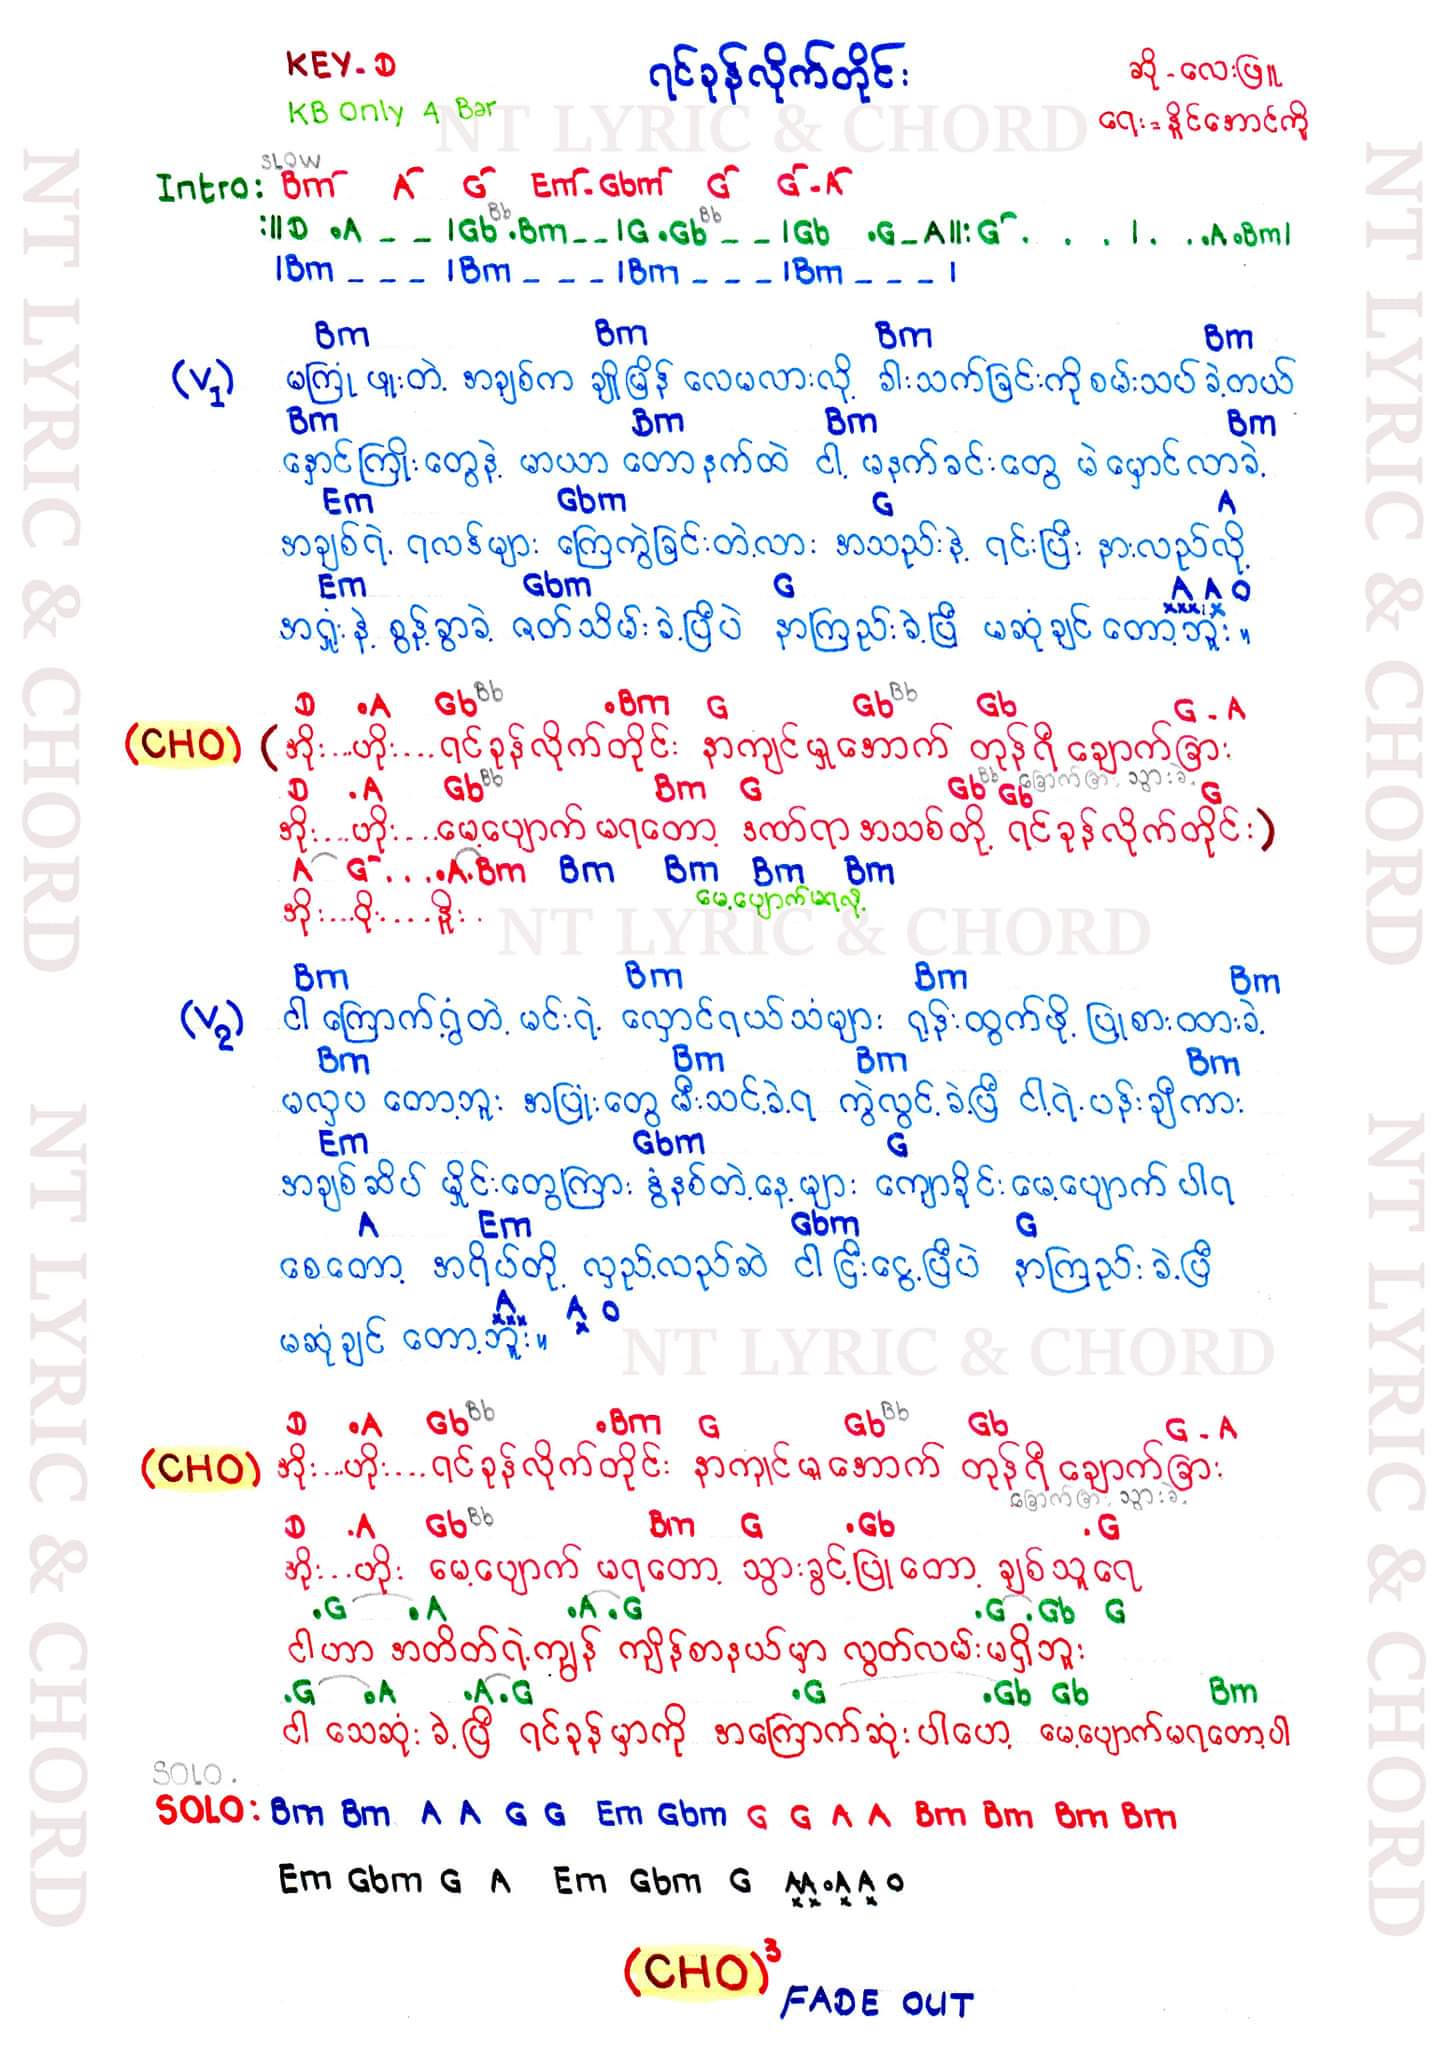 KEY-D
ရင်ခုန်လိုက်တိုင်း
ဆို-လေးဖြူ
KB Only 4 Bar
ရေး=နိုင်အောင်ကို
NT LYRIC & CHORD
SLOW
Intro: Bm A G Em-Gbm G G-A
:||D .A _ _ |Gb Bb .Bm _ _ |G .Gb Bb _ _ |Gb .G _ A||: G . . . | . . .A.Bm|
|Bm _ _ _ |Bm _ _ _ |Bm _ _ _ |Bm _ _ _ |
Bm Bm Bm Bm
(V1) မကြုံဖူးတဲ့ အချစ်က ချိုမြိန်လေမလားလို့ ခါးသက်ခြင်းကိုစမ်းသပ်ခဲ့တယ်
Bm Bm Bm Bm
နှောင်ကြိုးတွေနဲ့ မာယာတောနက်ထဲ ငါ့ မနက်ခင်းတွေ မဲမှောင်လာခဲ့
Em Gbm G A
အချစ်ရဲ့ ရလဒ်များ ကြေကွဲခြင်းတဲ့လား အသည်းနဲ့ ရင်းပြီး နားလည်လို့
Em Gbm G A A O
အရှုံးနဲ့ စွန့်ခွာခဲ့ ဇာတ်သိမ်းခဲ့ပြီပဲ နာကြည်းခဲ့ပြီ မဆုံချင်တော့ဘူး။
D .A Gb Bb .Bm G Gb Bb Gb G - A
(CHO) (အိုး...ဟိုး....ရင်ခုန်လိုက်တိုင်း နာကျင်မှုအောက် တုန်ရီချောက်ခြား
ခြောက်ခြား သွားခဲ့
D .A Gb Bb Bm G Gb Bb Gb G
အိုး...ဟိုး....မေ့ပျောက်မရတော့ ဒဏ်ရာအသစ်တို့ ရင်ခုန်လိုက်တိုင်း)
A G . . . .A.Bm Bm Bm Bm Bm
မေ့ပျောက်မရလို့
အိုး...ဝိုး....နိုး..
NT LYRIC & CHORD
Bm Bm Bm Bm
(V2) ငါကြောက်ရွံ့တဲ့ မင်းရဲ့ လှောင်ရယ်သံများ ရုန်းထွက်ဖို့ ပြုစားထားခဲ့
Bm Bm Bm Bm
မလှပတော့ဘူး အပြုံးတွေမီးသင့်ခဲ့ရ ကွဲလွင့်ခဲ့ပြီ ငါ့ရဲ့ပန်းချီကား
Em Gbm G
အချစ်ဆိပ်မှိုင်းတွေကြား နွံနစ်တဲ့နေ့များ ကျောခိုင်းမေ့ပျောက်ပါရ
A Em Gbm G
စေတော့ အရိပ်တို့ လှည့်လည်ဆဲ ငါငြီးငွေ့ပြီပဲ နာကြည်းခဲ့ပြီ
A A O
မဆုံချင်တော့ဘူး။
NT LYRIC & CHORD
D .A Gb Bb .Bm G Gb Bb Gb G - A
(CHO) အိုး...ဟိုး....ရင်ခုန်လိုက်တိုင်း နာကျင်မှုအောက် တုန်ရီချောက်ခြား
ခြောက်ခြား သွားခဲ့
D .A Gb Bb Bm G .Gb .G
အိုး...ဟိုး မေ့ပျောက်မရတော့ သွားခွင့်ပြုတော့ ချစ်သူရေ
.G .A .A.G .G .Gb G
ငါဟာ အတိတ်ရဲ့ကျွန် ကျိန်စာနယ်မှာ လွတ်လမ်းမရှိဘူး
.G .A .A.G .G .Gb Gb Bm
ငါသေဆုံးခဲ့ပြီ ရင်ခုန်မှာကို အကြောက်ဆုံးပါပေါ့ မေ့ပျောက်မရတော့ပါ
SOLO.
SOLO: Bm Bm A A G G Em Gbm G G A A Bm Bm Bm Bm
Em Gbm G A Em Gbm G AA.A A O
(CHO)3
FADE OUT
NT LYRIC & CHORD
NT LYRIC & CHORD
NT LYRIC & CHORD
NT LYRIC & CHORD